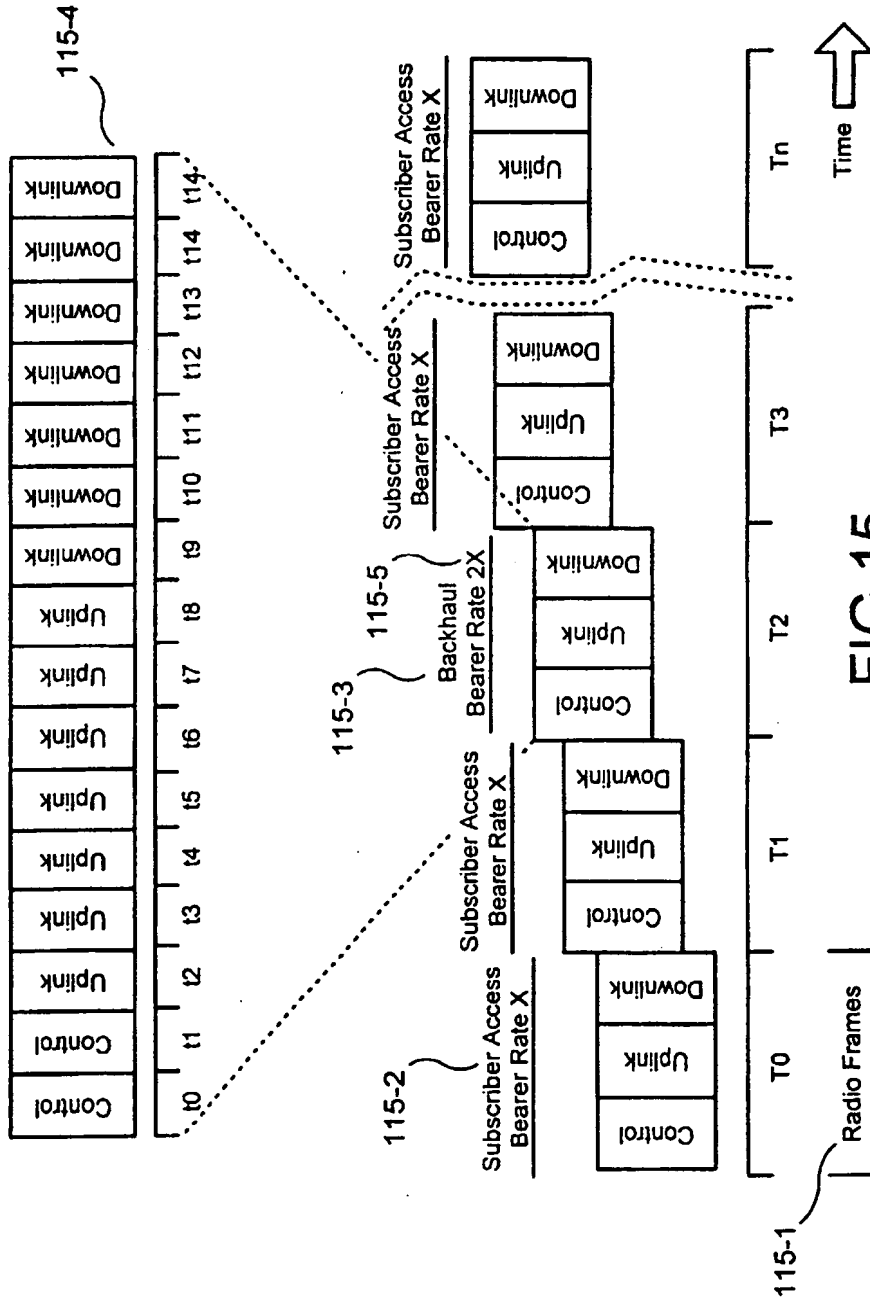 115-4
Control Control Uplink Uplink Uplink Uplink Uplink Uplink Uplink Downlink Downlink Downlink Downlink Downlink Downlink Downlink
t0 t1 t2 t3 t4 t5 t6 t7 t8 t9 t10 t11 t12 t13 t14 t14
115-2
Subscriber Access
Bearer Rate X
Control Uplink Downlink
Subscriber Access
Bearer Rate X
Control Uplink Downlink
115-3
115-5
Backhaul
Bearer Rate 2X
Control Uplink Downlink
Subscriber Access
Bearer Rate X
Control Uplink Downlink
Subscriber Access
Bearer Rate X
Control Uplink Downlink
T0 T1 T2 T3 Tn
115-1
Radio Frames
Time
FIG 15